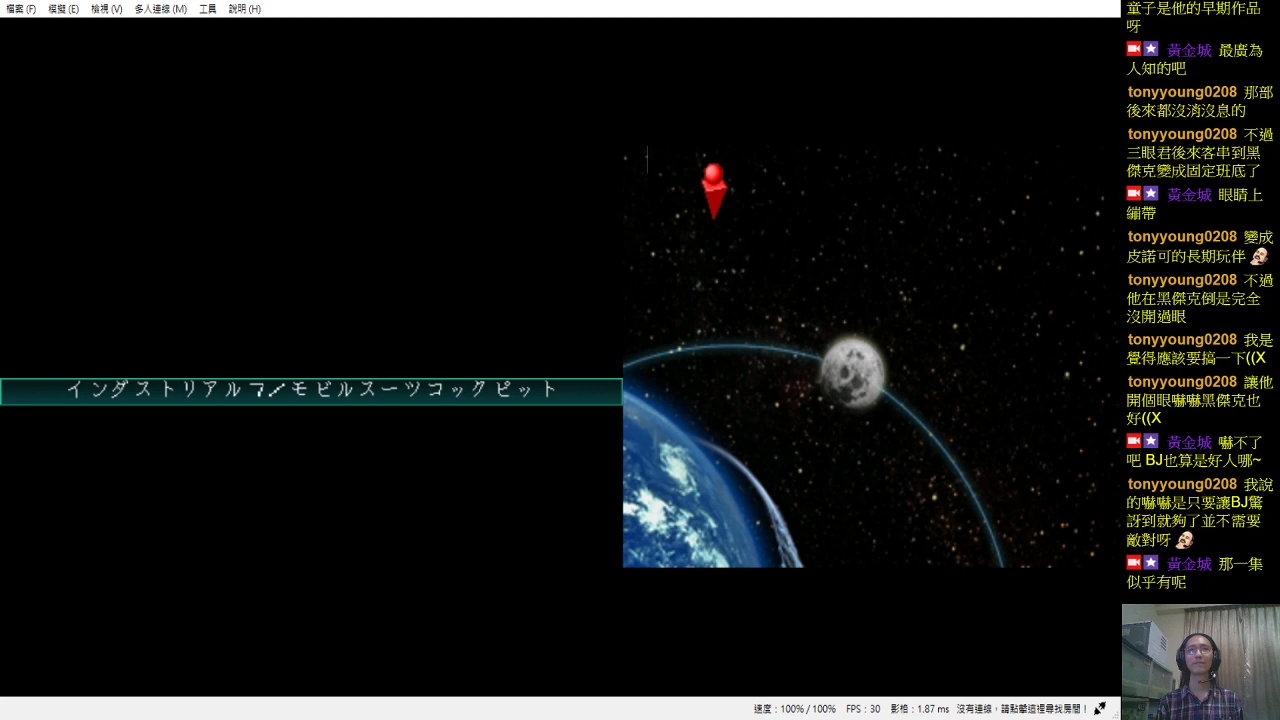 檔案 (F) 模擬 (E) 檢視 (V) 多人連線 (M) 工具 說明 (H)
インダストリアル7/モビルスーツコックピット
童子是他的早期作品
呀
黃金城 最廣為
人知的吧
tonyyoung0208 那部
後來都沒消沒息的
tonyyoung0208 不過
三眼君後來客串到黑
傑克變成固定班底了
黃金城 眼睛上
繃帶
tonyyoung0208 變成
皮諾可的長期玩伴
tonyyoung0208 不過
他在黑傑克倒是完全
沒開過眼
tonyyoung0208 我是
覺得應該要搞一下((X
tonyyoung0208 讓他
開個眼嚇嚇黑傑克也
好((X
黃金城 嚇不了
吧 BJ也算是好人哪~
tonyyoung0208 我說
的嚇嚇是只要讓BJ驚
訝到就夠了並不需要
敵對呀
黃金城 那一集
似乎有呢
速度：100% / 100% FPS：30 影格：1.87 ms 沒有連線，請點擊這裡尋找房間！